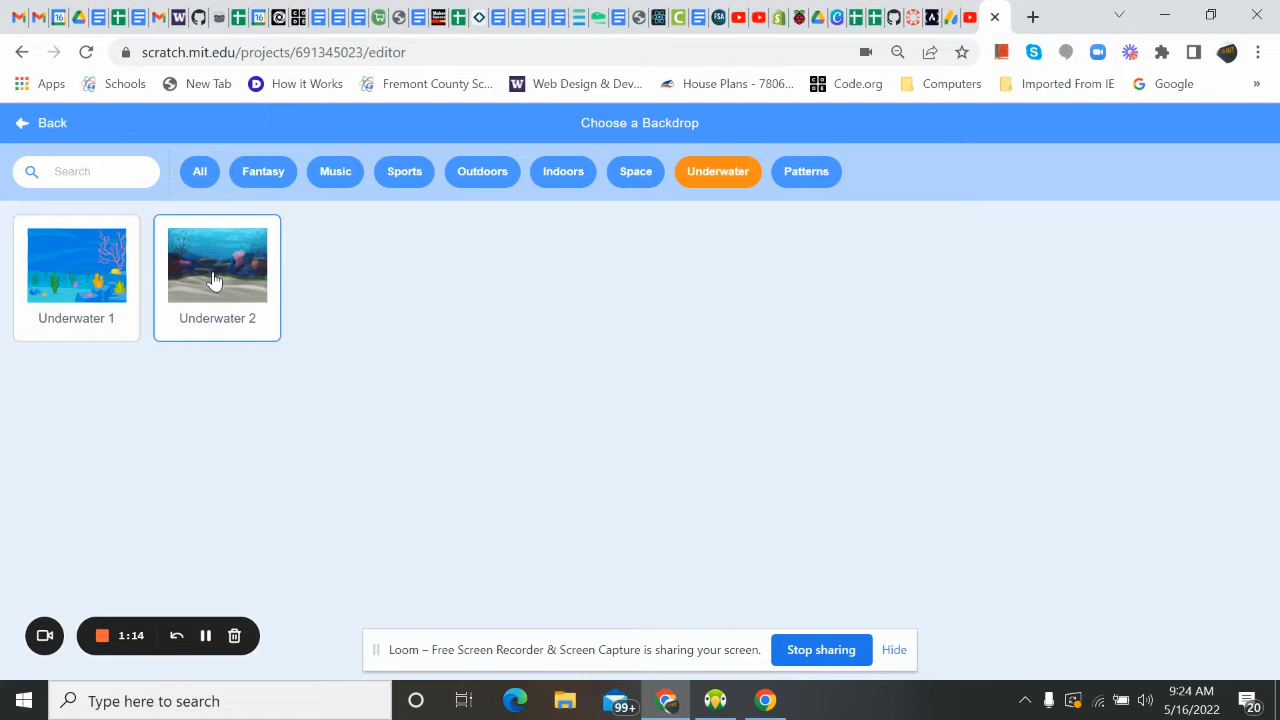 scratch.mit.edu/projects/691345023/editor
Apps Schools New Tab How it Works Fremont County Sc... Web Design & Dev... House Plans - 7806... Code.org Computers Imported From IE Google »
Back Choose a Backdrop
Search All Fantasy Music Sports Outdoors Indoors Space Underwater Patterns
Underwater 1 Underwater 2
1:14
Loom – Free Screen Recorder & Screen Capture is sharing your screen. Stop sharing Hide
Type here to search 99+ 9:24 AM
5/16/2022 20